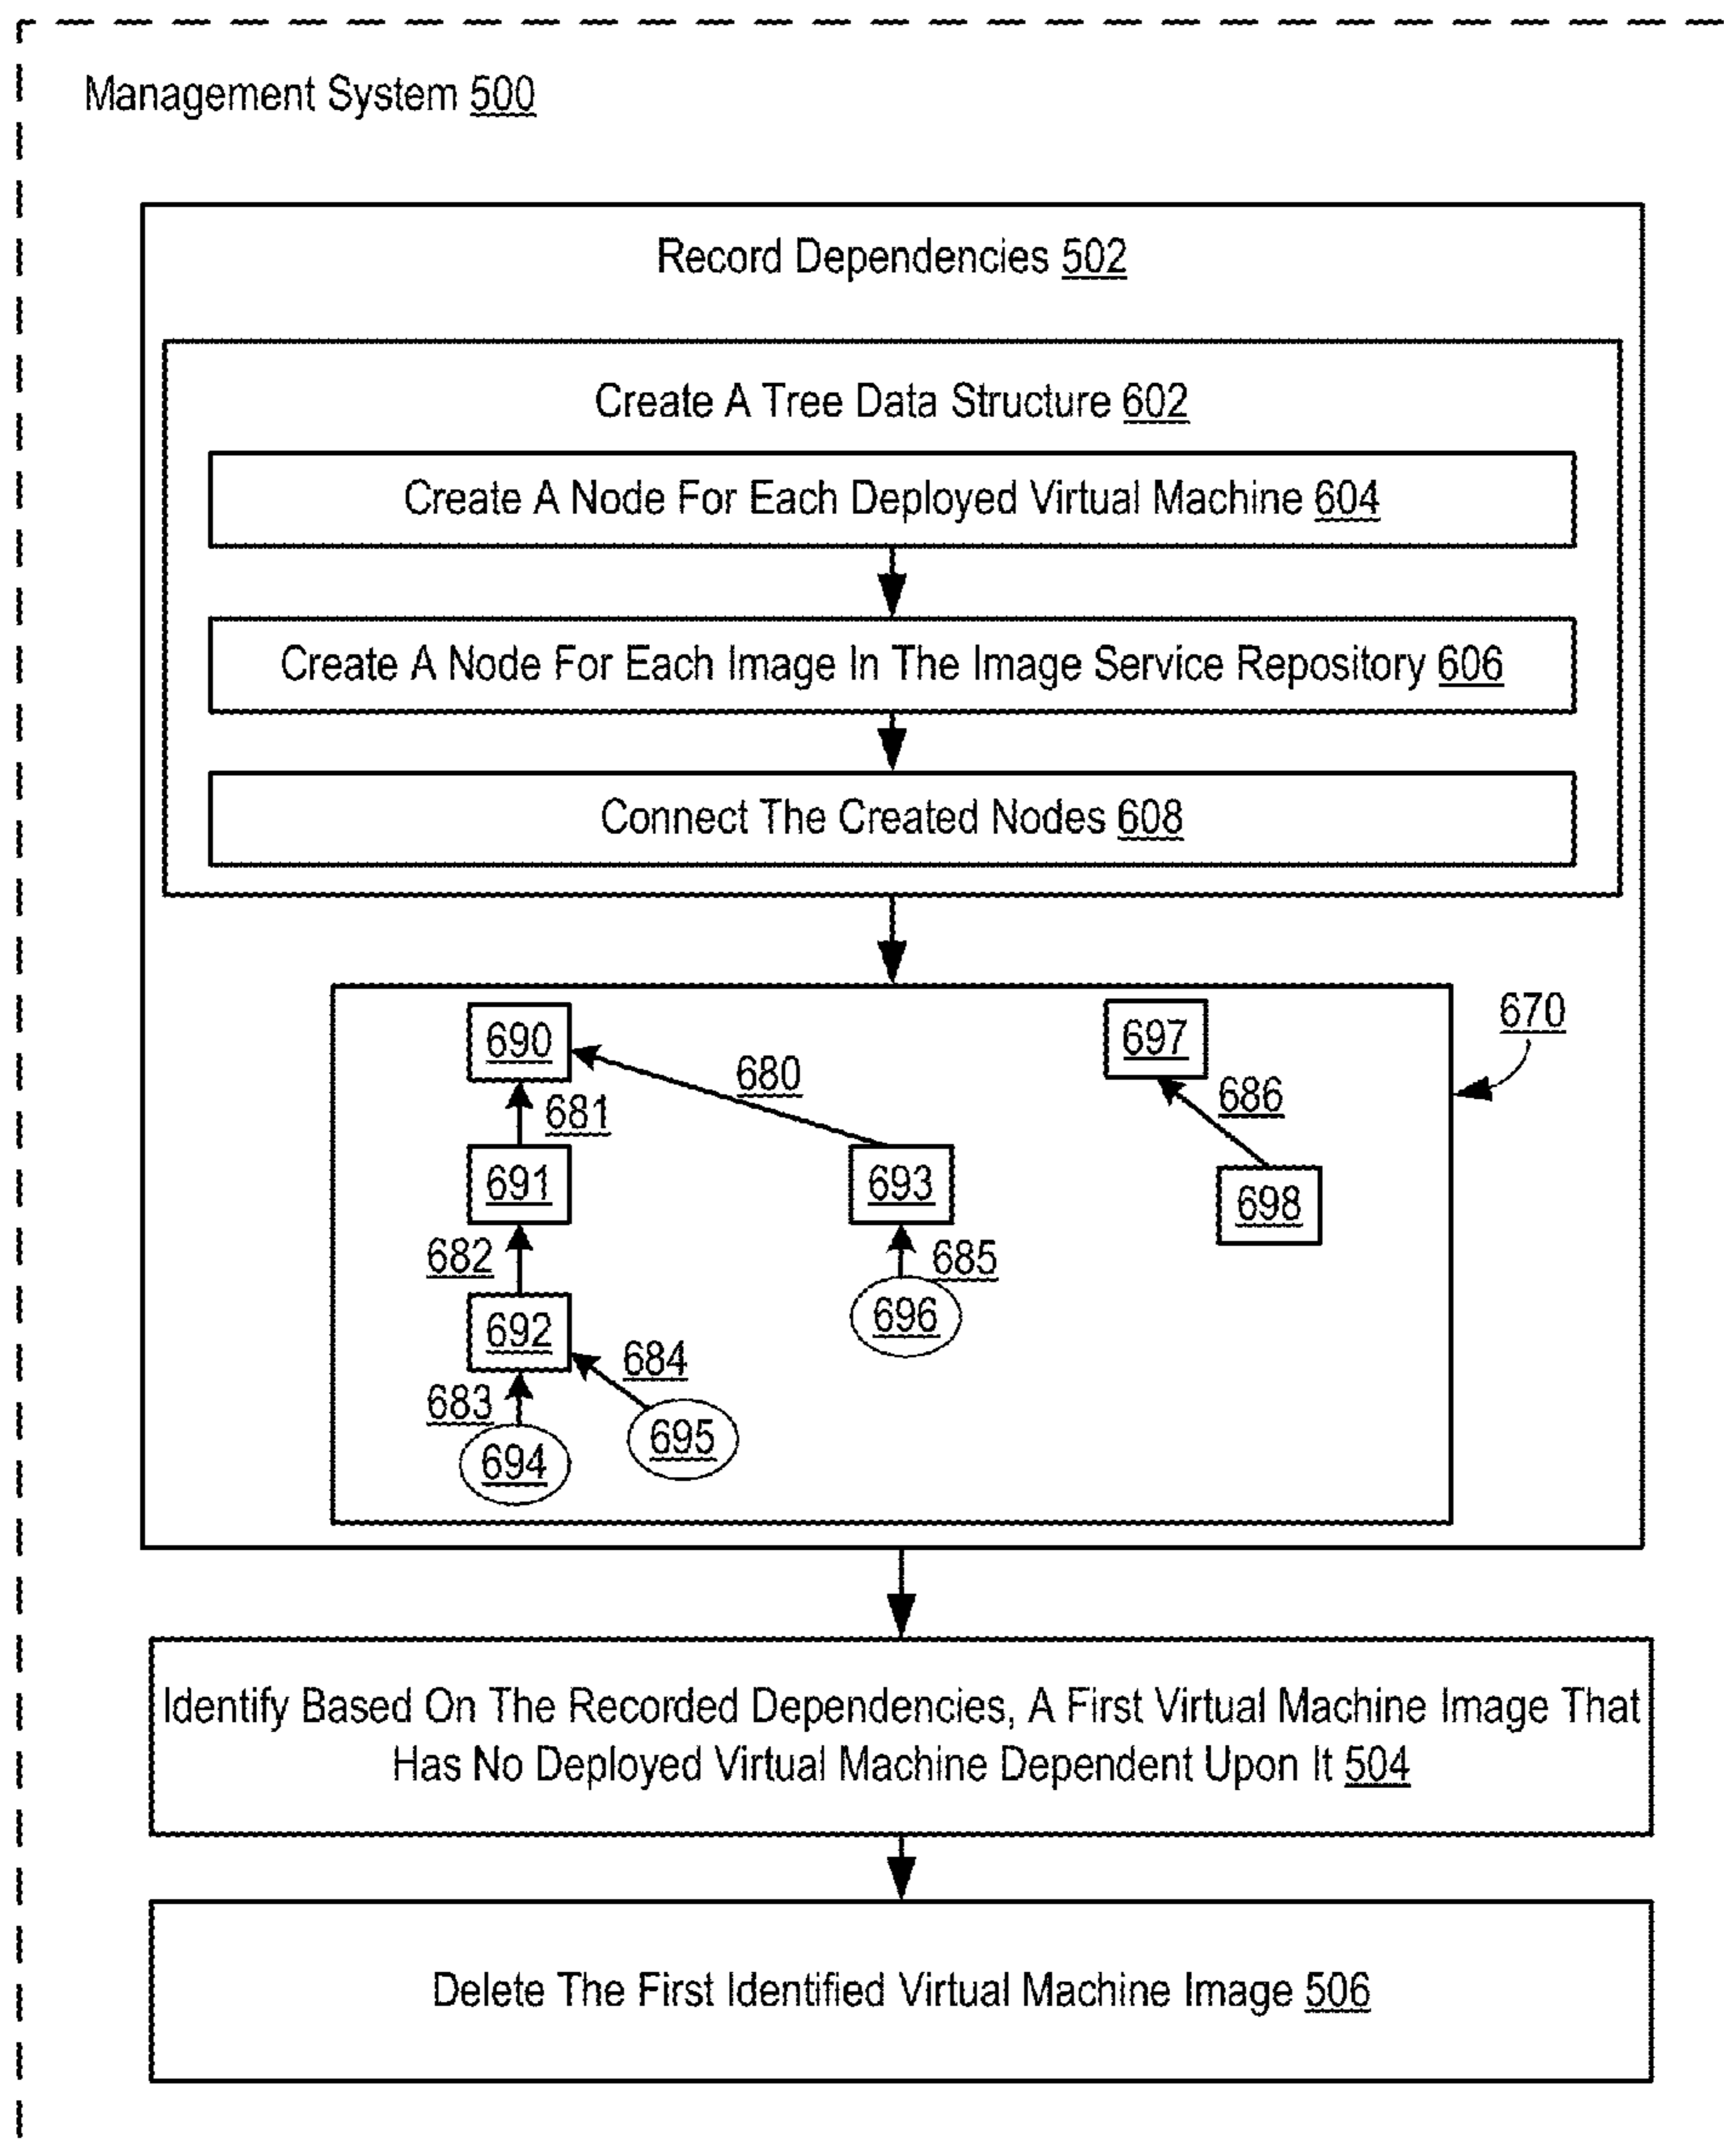 Management System 500
Record Dependencies 502
Create A Tree Data Structure 602
Create A Node For Each Deployed Virtual Machine 604
Create A Node For Each Image In The Image Service Repository 606
Connect The Created Nodes 608
670
690
697
680
681
686
691
693
698
682
685
692
696
684
683
694
695
Identify Based On The Recorded Dependencies, A First Virtual Machine Image That
Has No Deployed Virtual Machine Dependent Upon It 504
Delete The First Identified Virtual Machine Image 506